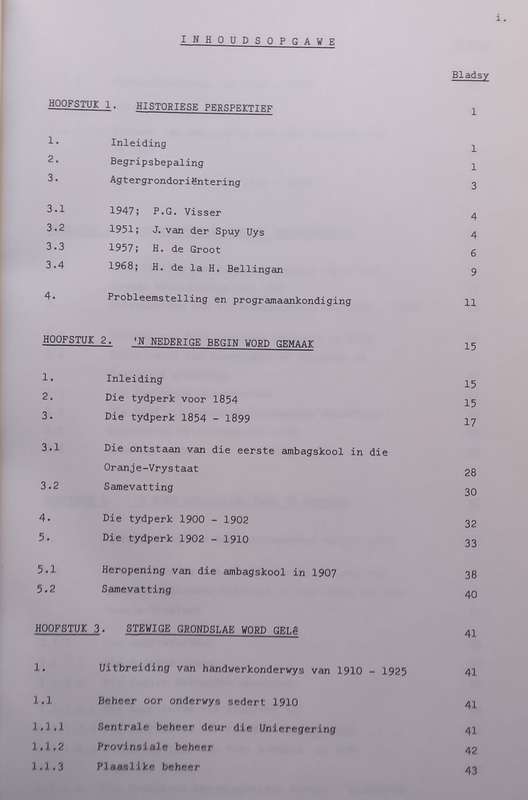 i.
INHOUDSOPGAWE
Bladsy
HOOFSTUK 1. HISTORIESE PERSPEKTIEF 1
1. Inleiding 1
2. Begripsbepaling 1
3. Agtergrondoriëntering 3
3.1 1947; P.G. Visser 4
3.2 1951; J. van der Spuy Uys 4
3.3 1957; H. de Groot 6
3.4 1968; H. de la H. Bellingan 9
4. Probleemstelling en programaankondiging 11
HOOFSTUK 2. 'N NEDERIGE BEGIN WORD GEMAAK 15
1. Inleiding 15
2. Die tydperk voor 1854 15
3. Die tydperk 1854 - 1899 17
3.1 Die ontstaan van die eerste ambagskool in die
Oranje-Vrystaat 28
3.2 Samevatting 30
4. Die tydperk 1900 - 1902 32
5. Die tydperk 1902 - 1910 33
5.1 Heropening van die ambagskool in 1907 38
5.2 Samevatting 40
HOOFSTUK 3. STEWIGE GRONDSLAE WORD GELê 41
1. Uitbreiding van handwerkonderwys van 1910 - 1925 41
1.1 Beheer oor onderwys sedert 1910 41
1.1.1 Sentrale beheer deur die Unieregering 41
1.1.2 Provinsiale beheer 42
1.1.3 Plaaslike beheer 43